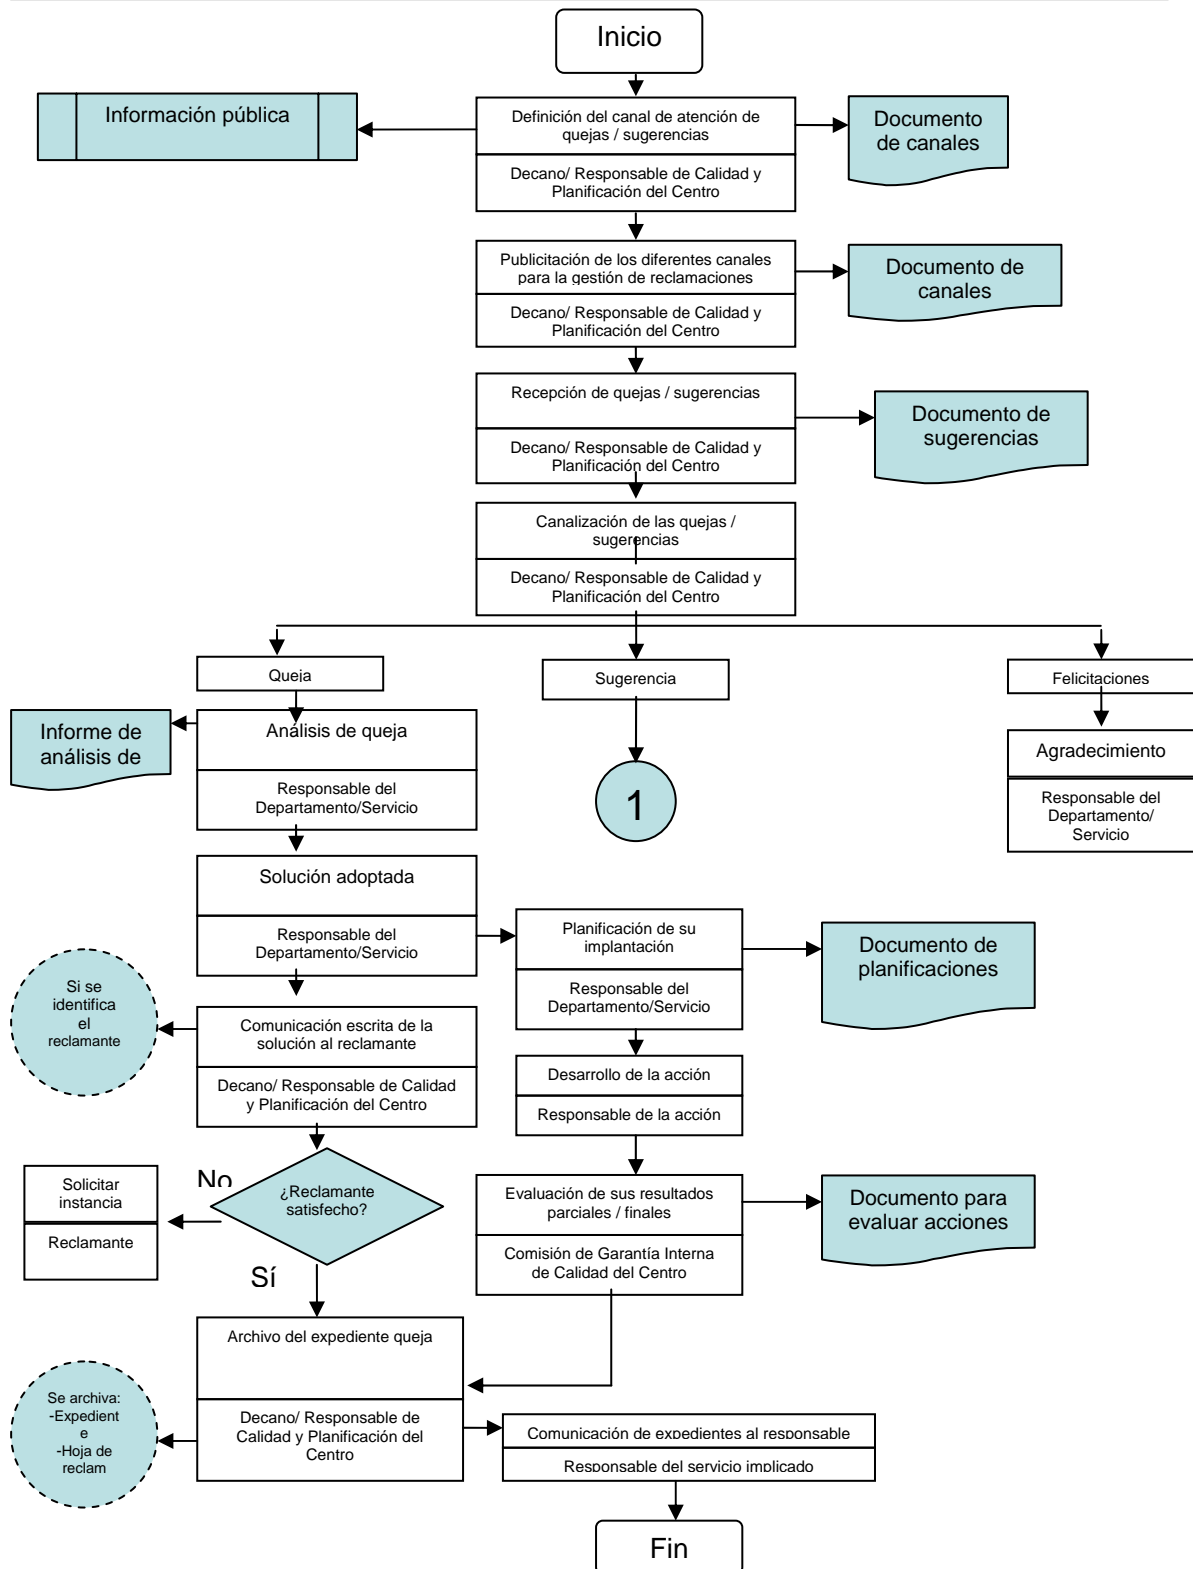 Inicio
Información pública
Definición del canal de atención de
quejas / sugerencias
Decano/ Responsable de Calidad y
Planificación del Centro
Documento
de canales
Publicitación de los diferentes canales
para la gestión de reclamaciones
Decano/ Responsable de Calidad y
Planificación del Centro
Documento de
canales
Recepción de quejas / sugerencias
Decano/ Responsable de Calidad y
Planificación del Centro
Documento de
sugerencias
Canalización de las quejas /
sugerencias
Decano/ Responsable de Calidad y
Planificación del Centro
Queja
Sugerencia
Felicitaciones
Informe de
análisis de
Análisis de queja
Responsable del
Departamento/Servicio
1
Agradecimiento
Responsable del
Departamento/
Servicio
Solución adoptada
Responsable del
Departamento/Servicio
Planificación de su
implantación
Responsable del
Departamento/Servicio
Documento de
planificaciones
Si se
identifica
el
reclamante
Comunicación escrita de la
solución al reclamante
Decano/ Responsable de Calidad
y Planificación del Centro
Desarrollo de la acción
Responsable de la acción
No
¿Reclamante
satisfecho?
Sí
Solicitar
instancia
Reclamante
Evaluación de sus resultados
parciales / finales
Comisión de Garantía Interna
de Calidad del Centro
Documento para
evaluar acciones
Archivo del expediente queja
Decano/ Responsable de
Calidad y Planificación del
Centro
Se archiva:
-Expedient
e
-Hoja de
reclam
Comunicación de expedientes al responsable
Responsable del servicio implicado
Fin